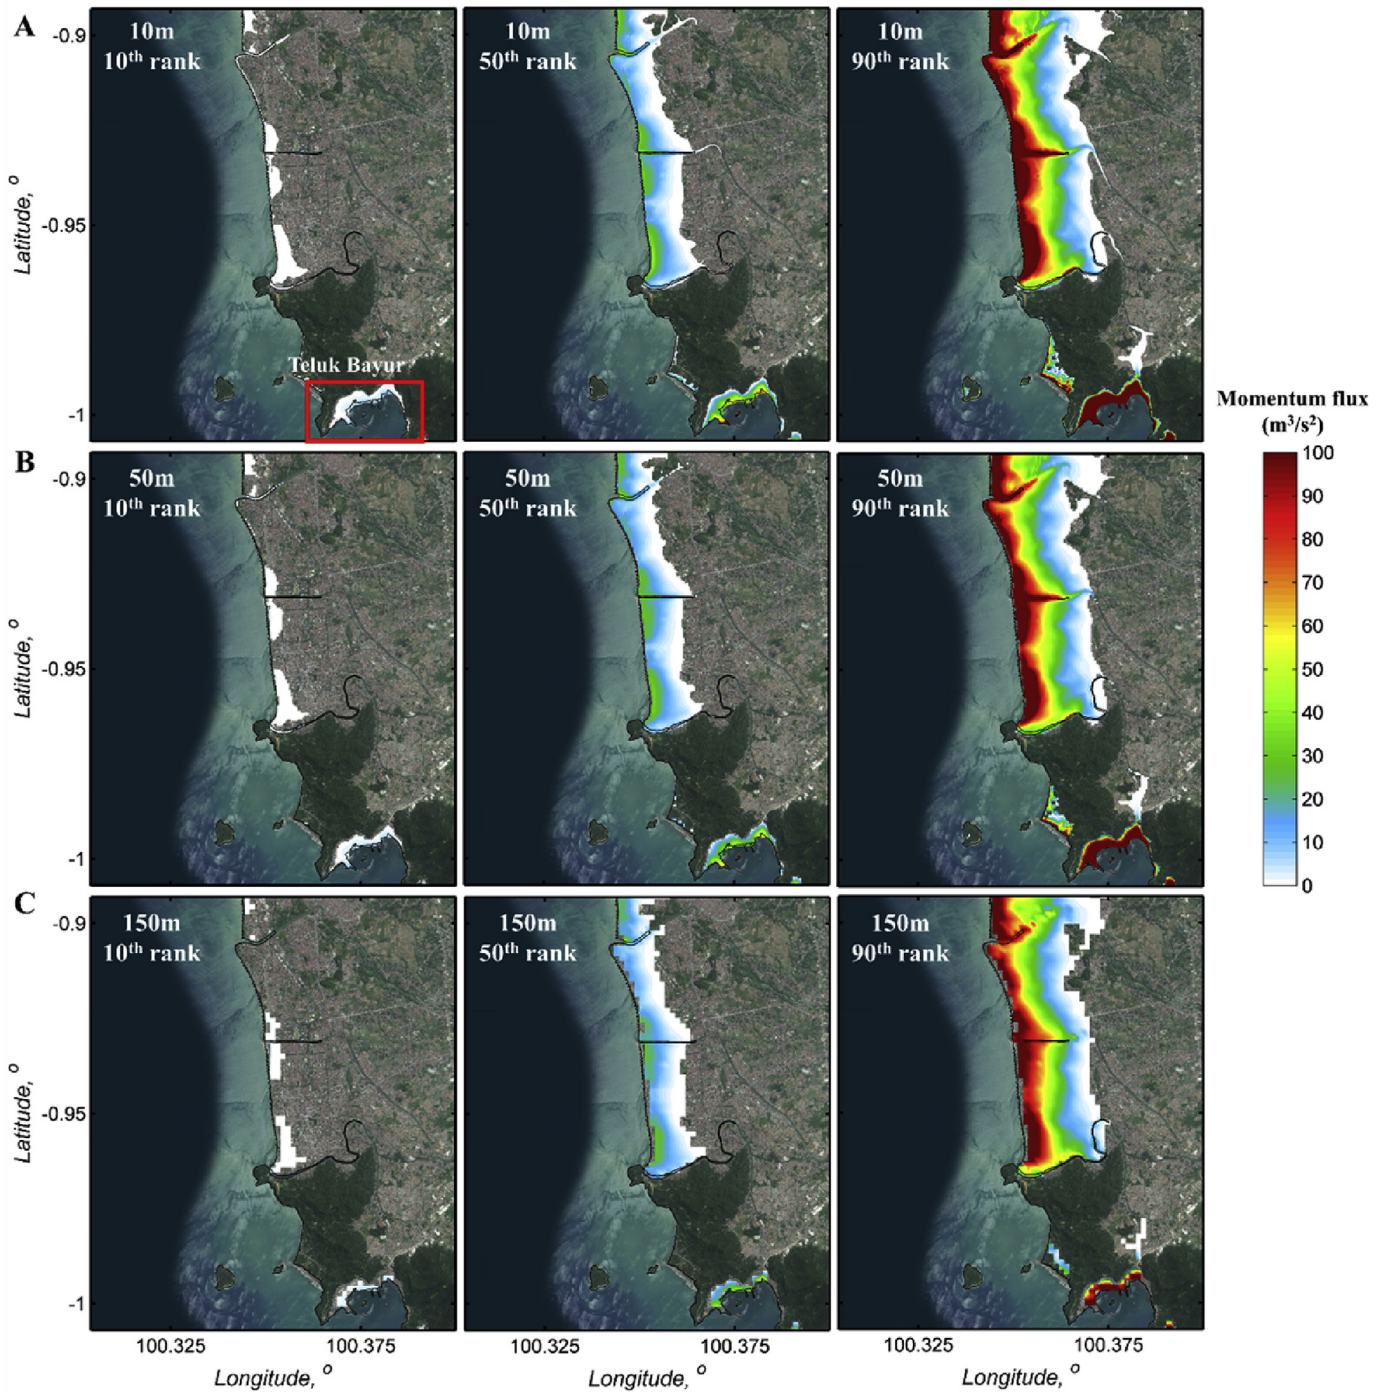 A
10m
10th rank
10m
50th rank
10m
90th rank
-0.9
-0.95
-1
Latitude, o
Teluk Bayur
Momentum flux
(m3/s2)
100
90
80
70
60
50
40
30
20
10
0
B
50m
10th rank
50m
50th rank
50m
90th rank
-0.9
-0.95
-1
Latitude, o
C
150m
10th rank
150m
50th rank
150m
90th rank
-0.9
-0.95
-1
Latitude, o
100.325
100.375
100.325
100.375
100.325
100.375
Longitude, o
Longitude, o
Longitude, o